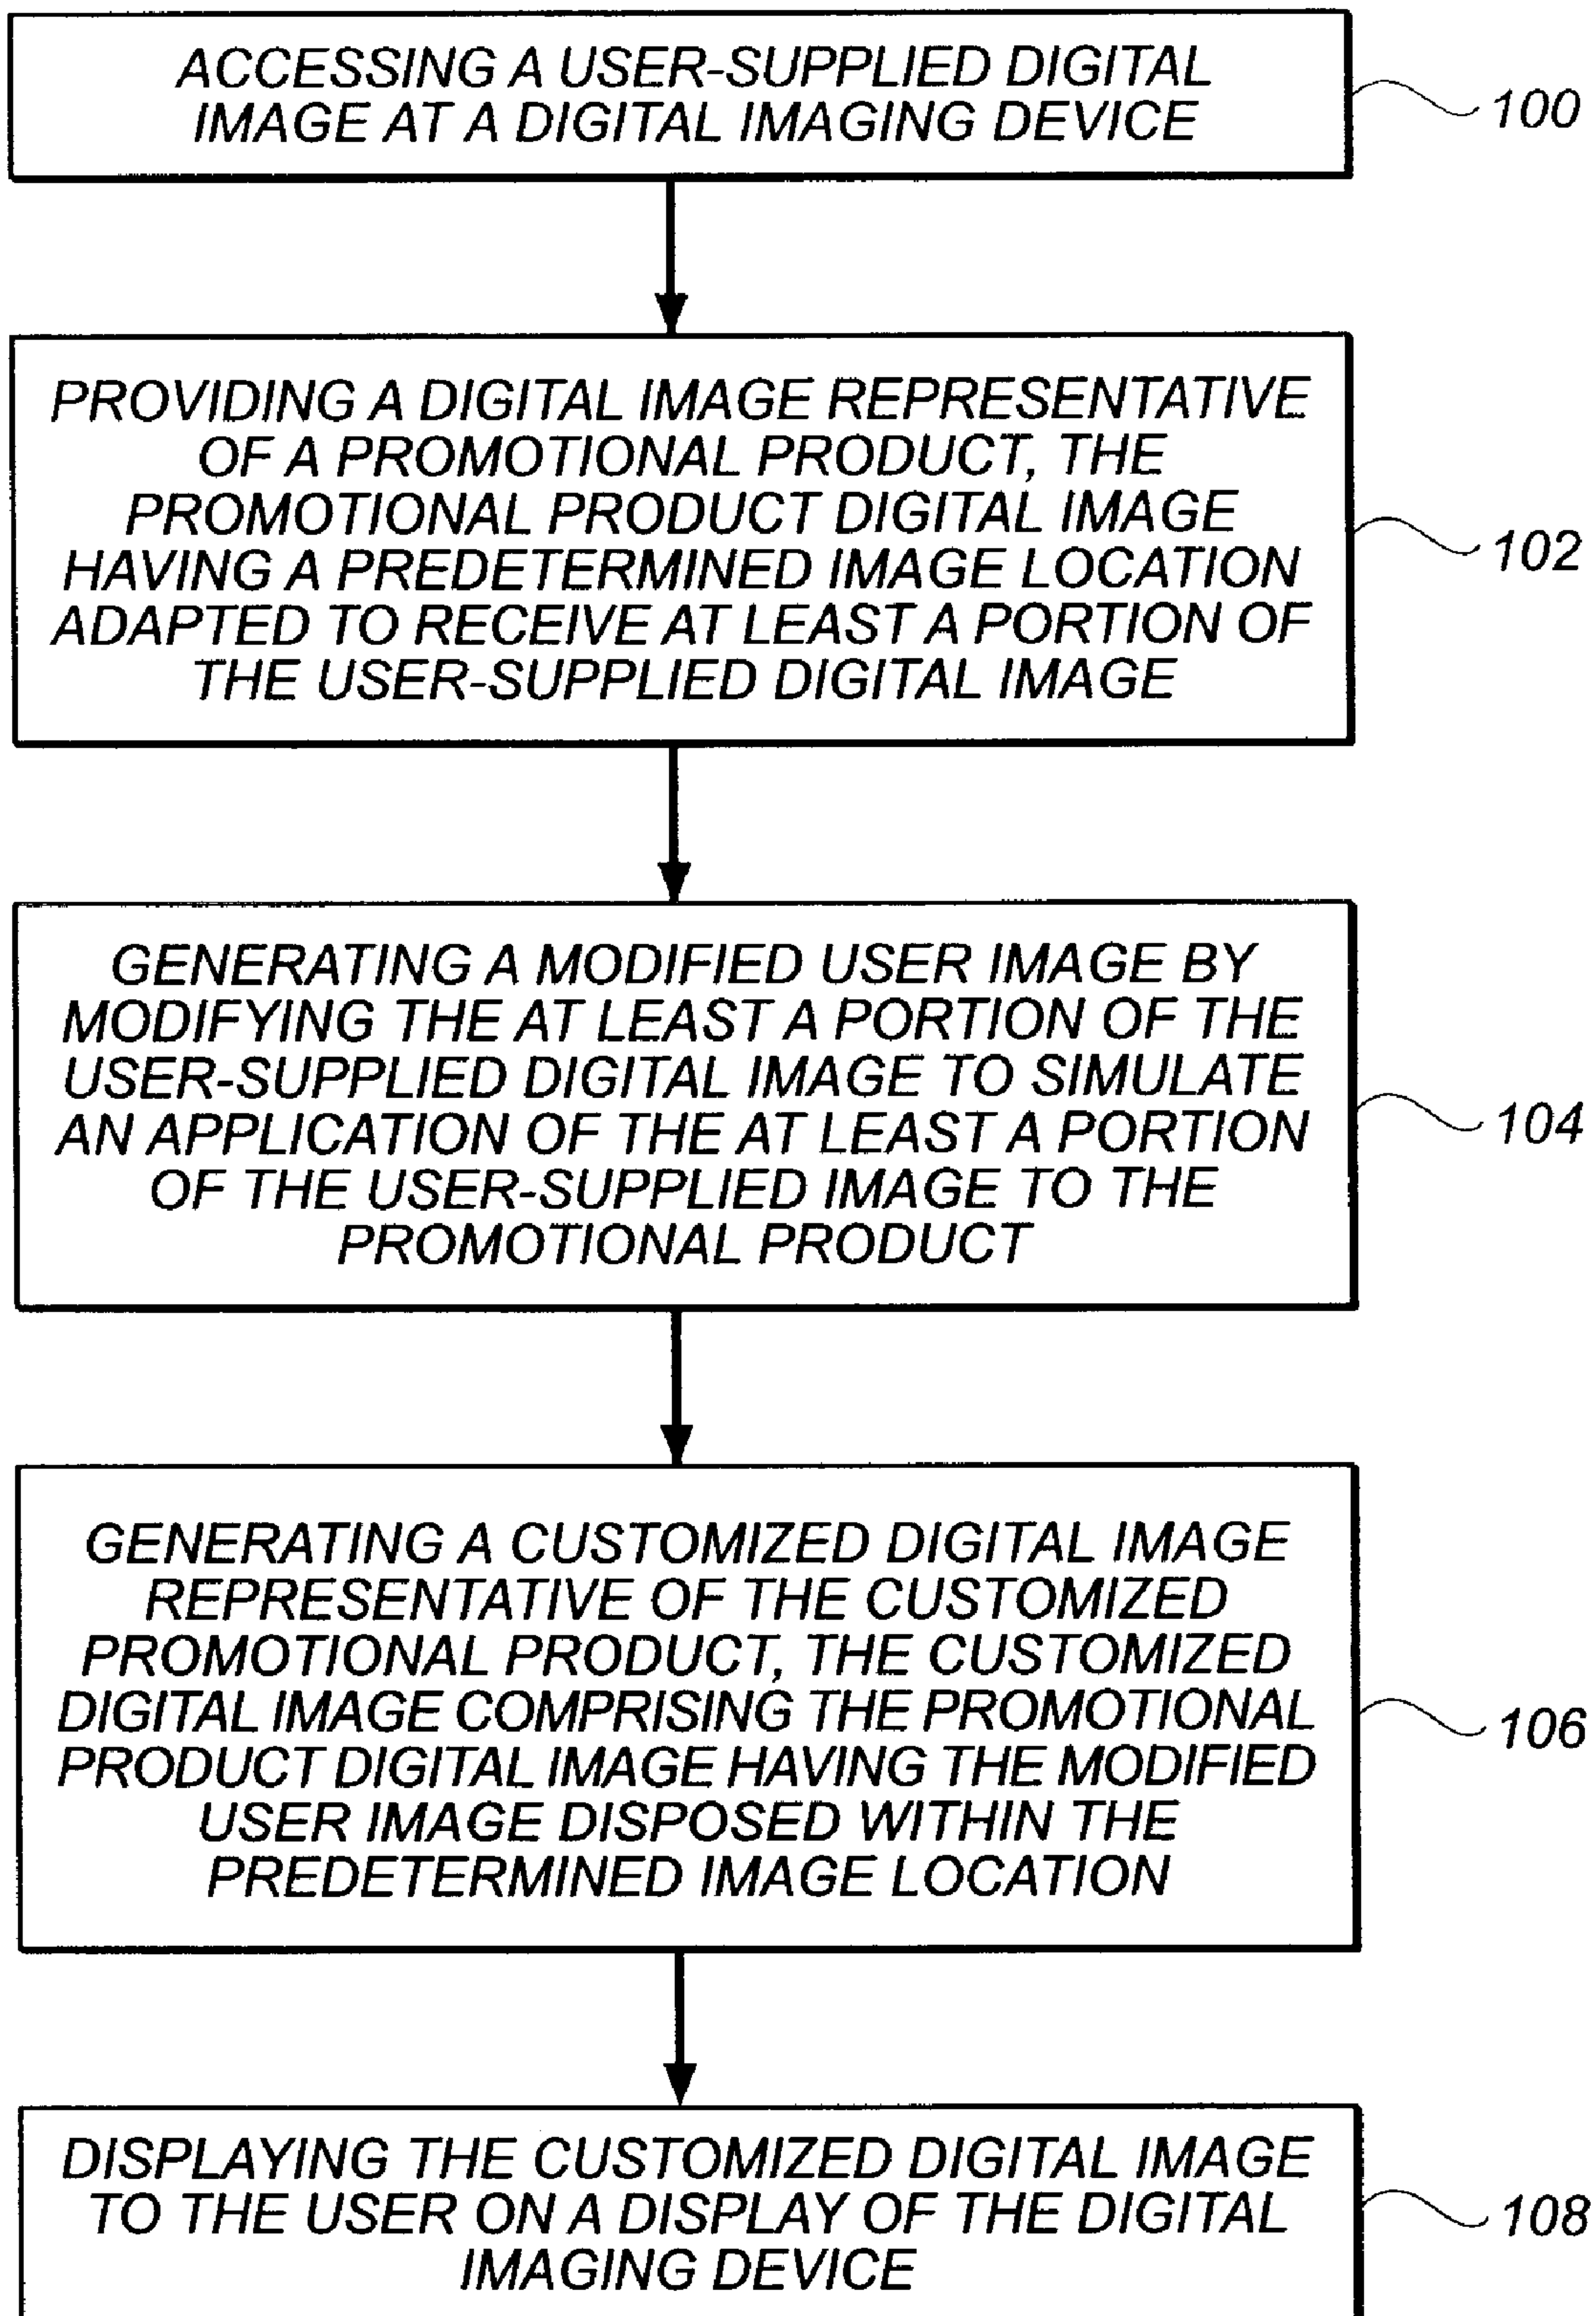 ACCESSING A USER-SUPPLIED DIGITAL
IMAGE AT A DIGITAL IMAGING DEVICE
100
PROVIDING A DIGITAL IMAGE REPRESENTATIVE
OF A PROMOTIONAL PRODUCT, THE
PROMOTIONAL PRODUCT DIGITAL IMAGE
HAVING A PREDETERMINED IMAGE LOCATION
ADAPTED TO RECEIVE AT LEAST A PORTION OF
THE USER-SUPPLIED DIGITAL IMAGE
102
GENERATING A MODIFIED USER IMAGE BY
MODIFYING THE AT LEAST A PORTION OF THE
USER-SUPPLIED DIGITAL IMAGE TO SIMULATE
AN APPLICATION OF THE AT LEAST A PORTION
OF THE USER-SUPPLIED IMAGE TO THE
PROMOTIONAL PRODUCT
104
GENERATING A CUSTOMIZED DIGITAL IMAGE
REPRESENTATIVE OF THE CUSTOMIZED
PROMOTIONAL PRODUCT, THE CUSTOMIZED
DIGITAL IMAGE COMPRISING THE PROMOTIONAL
PRODUCT DIGITAL IMAGE HAVING THE MODIFIED
USER IMAGE DISPOSED WITHIN THE
PREDETERMINED IMAGE LOCATION
106
DISPLAYING THE CUSTOMIZED DIGITAL IMAGE
TO THE USER ON A DISPLAY OF THE DIGITAL
IMAGING DEVICE
108